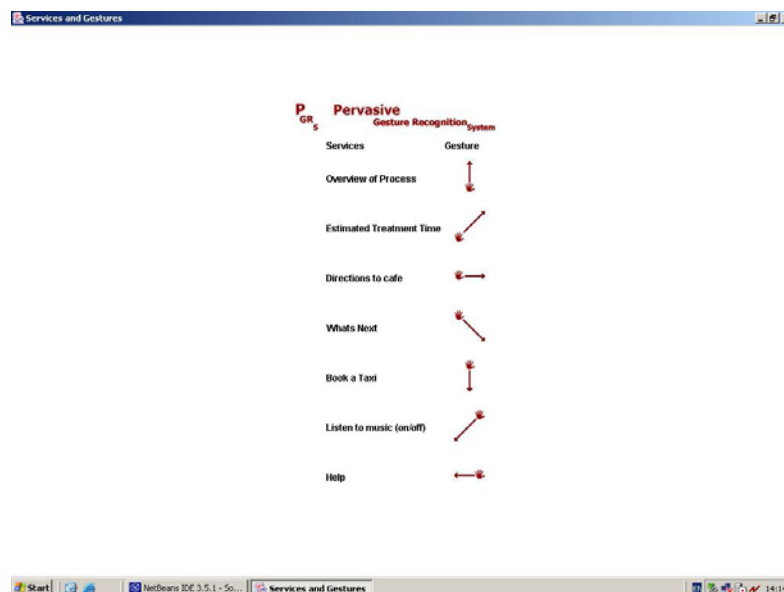 Services and Gestures
P
GR
S
Pervasive
Gesture Recognition
System
Services Gesture
Overview of Process
Estimated Treatment Time
Directions to cafe
Whats Next
Book a Taxi
Listen to music (on/off)
Help
Start NetBeans IDE 3.5.1 - So... Services and Gestures